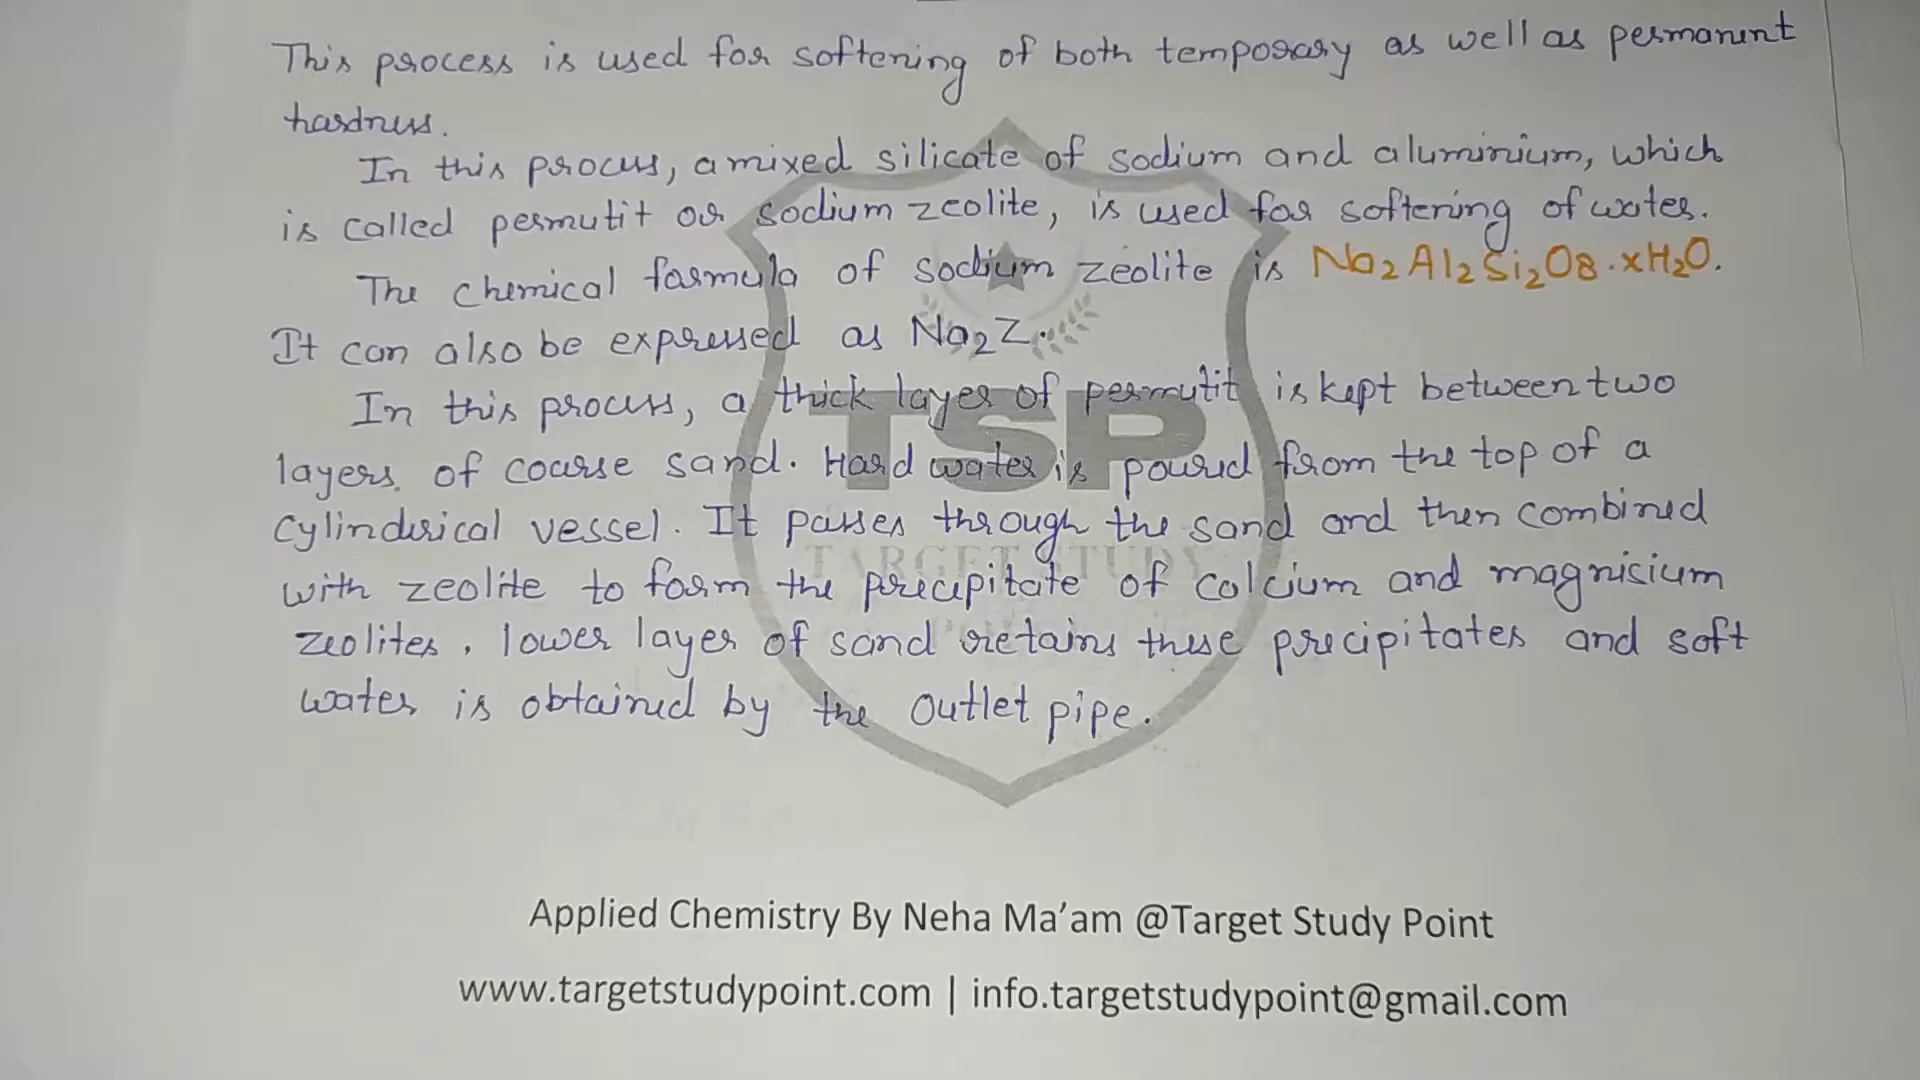 This process is used for softening of both temporary as well as permanent
hardness.
In this process, a mixed silicate of sodium and aluminium, which
is called permutit or sodium zeolite, is used for softening of water.
The chemical formula of sodium zeolite is Na2Al2Si2O8.xH2O.
It can also be expressed as Na2Z.
In this process, a thick layer of permutit is kept between two
layers of coarse sand. Hard water is poured from the top of a
cylindrical vessel. It passes through the sand and then combined
with zeolite to form the precipitate of calcium and magnisium
zeolites. lower layer of sand retains these precipitates and soft
water is obtained by the outlet pipe.
TSP
TARGET STUDY
Applied Chemistry By Neha Ma'am @Target Study Point
www.targetstudypoint.com | info.targetstudypoint@gmail.com